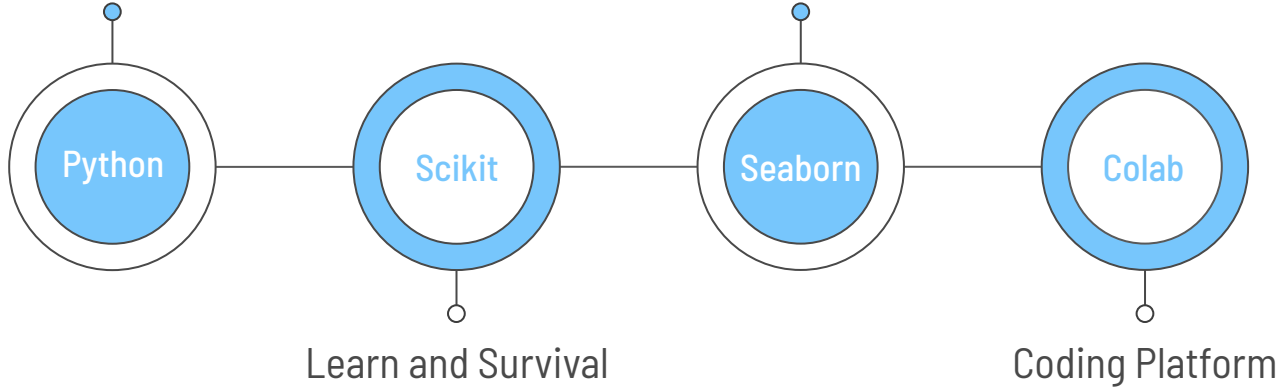 Python
Scikit
Seaborn
Colab
Learn and Survival
Coding Platform